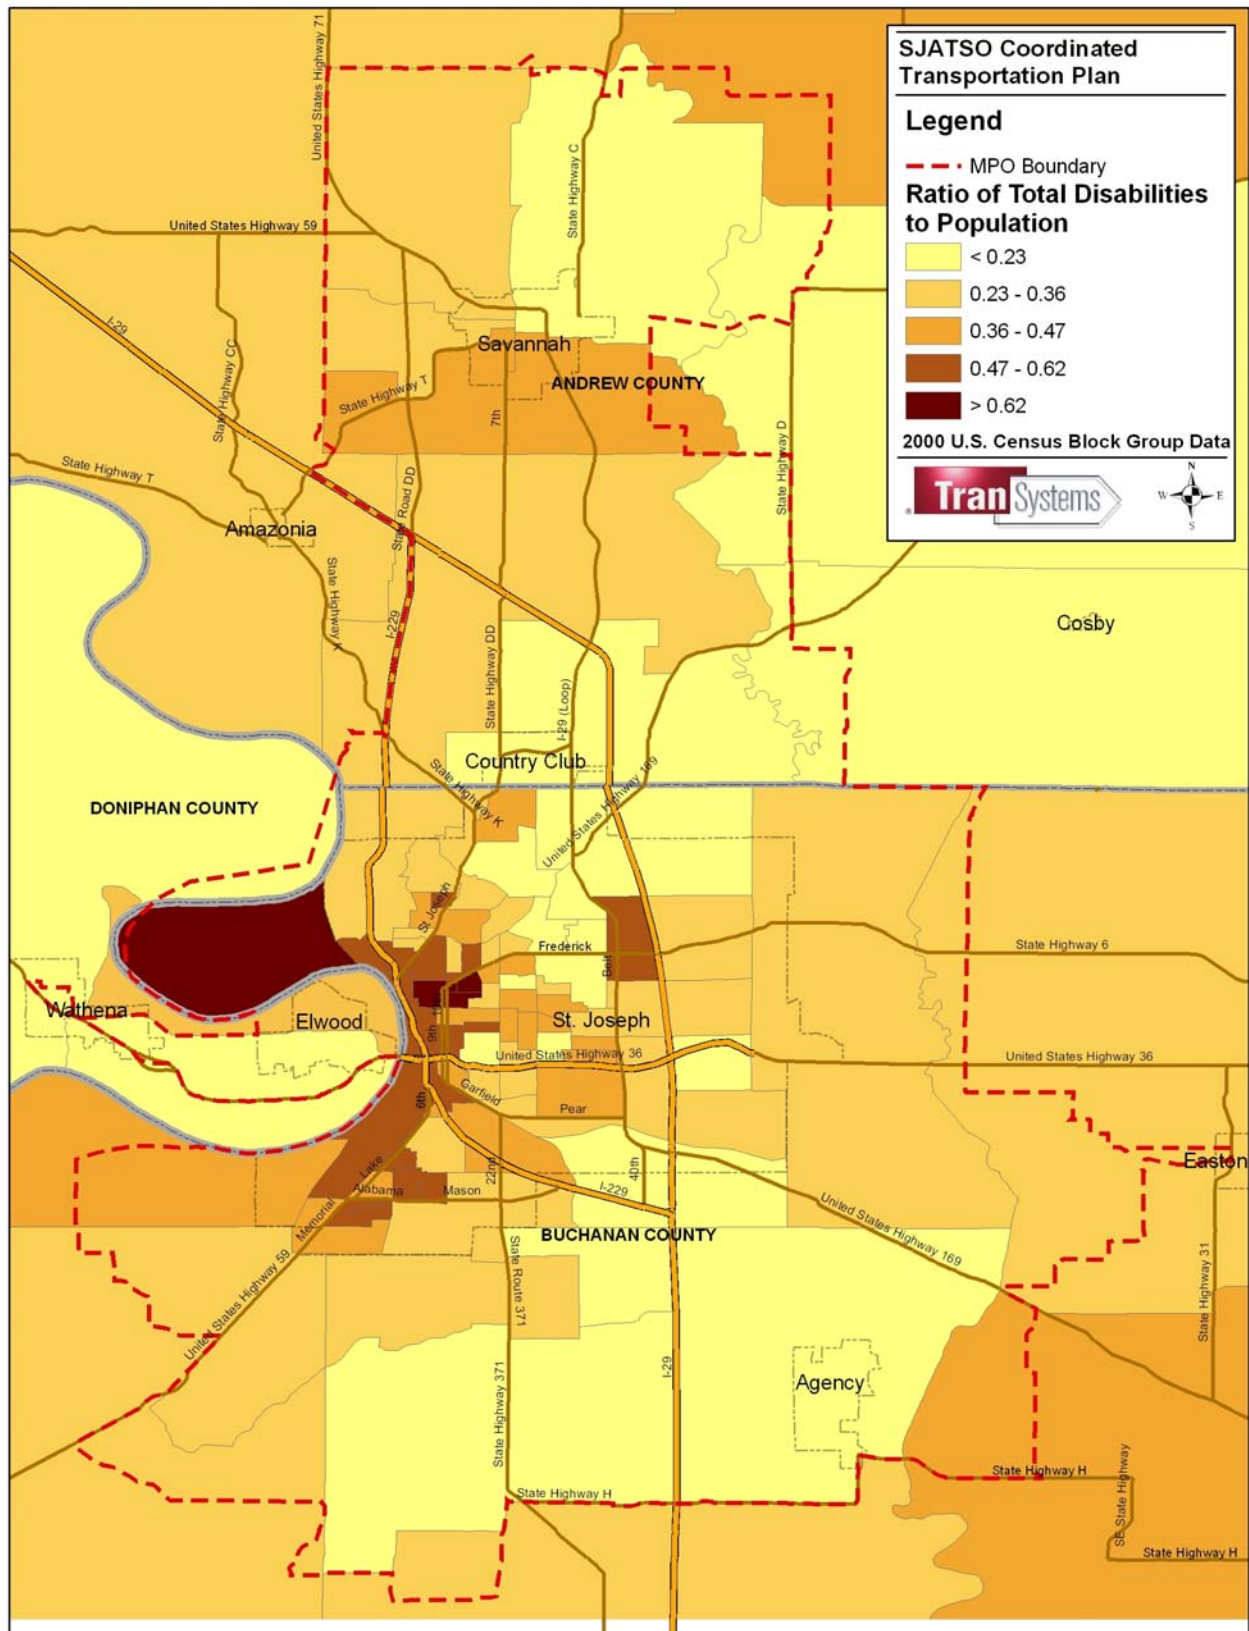 SJATSO Coordinated
Transportation Plan
Legend
MPO Boundary
Ratio of Total Disabilities
to Population
< 0.23
0.23 - 0.36
0.36 - 0.47
0.47 - 0.62
> 0.62
2000 U.S. Census Block Group Data
TranSystems
N
W E
S
United States Highway 71
State Highway C
United States Highway 59
I-29
State Highway CC
Savannah
ANDREW COUNTY
State Highway T
7th
State Highway D
State Highway T
State Road DD
Amazonia
State Highway K
I-229
Cosby
State Highway DD
I-29 (Loop)
Country Club
State Highway K
United States Highway 169
DONIPHAN COUNTY
St Joseph
Frederick
Belt
State Highway 6
Wathena
Elwood
St. Joseph
9th
United States Highway 36
United States Highway 36
6th
Garfield
Pear
Lake
22nd
40th
Easton
Alabama
Mason
I-229
Memorial
United States Highway 169
BUCHANAN COUNTY
State Highway 31
United States Highway 59
State Route 371
I-29
Agency
State Highway 371
State Highway H
State Highway H
SE State Highway
State Highway H